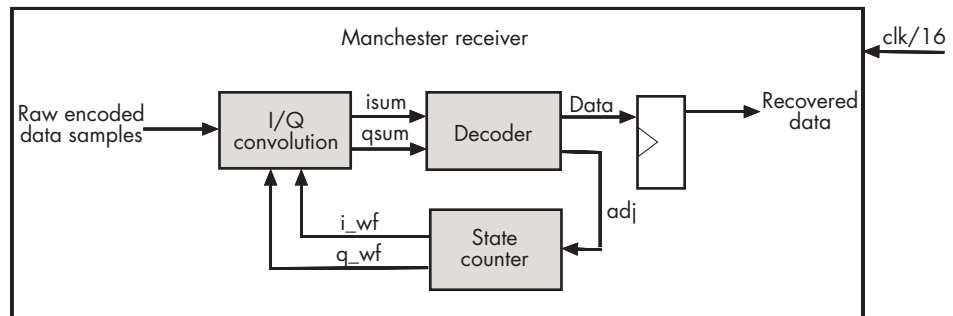 Manchester receiver
clk/16
Raw encoded
data samples
I/Q
convolution
isum
qsum
Decoder
Data
Recovered
data
adj
i_wf
q_wf
State
counter